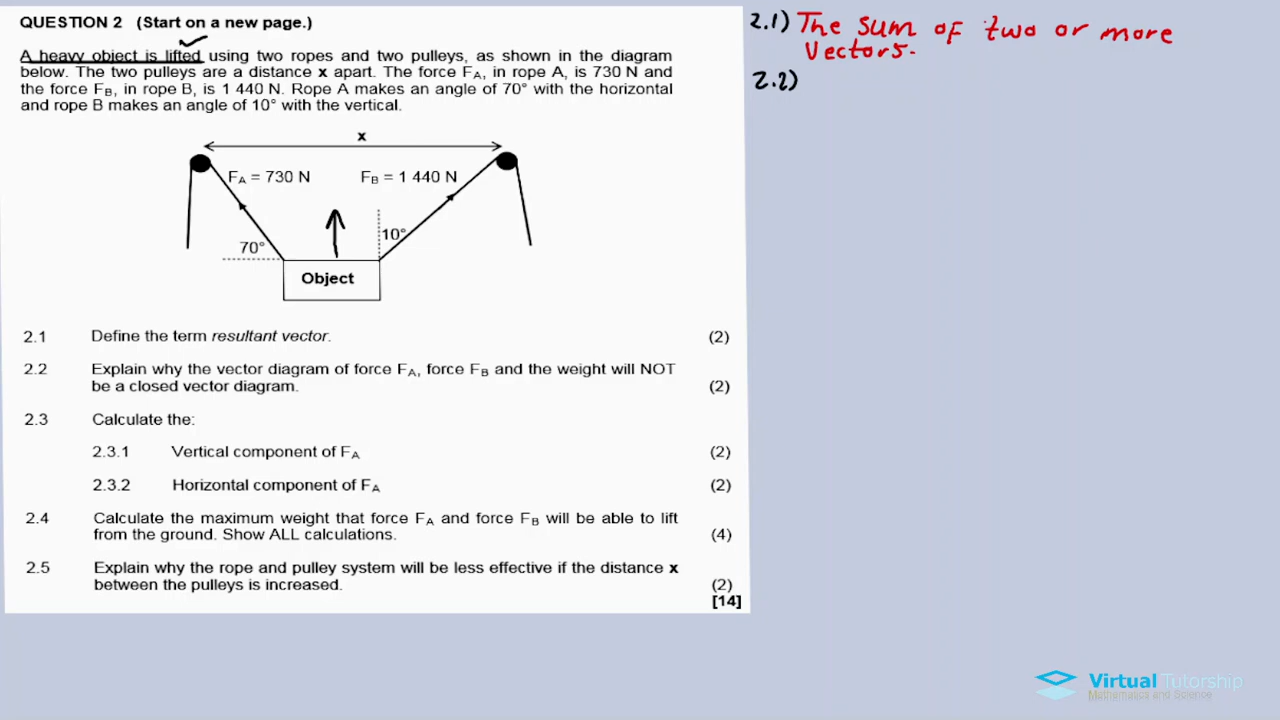 QUESTION 2 (Start on a new page.)
A heavy object is lifted using two ropes and two pulleys, as shown in the diagram
below. The two pulleys are a distance x apart. The force FA, in rope A, is 730 N and
the force FB, in rope B, is 1 440 N. Rope A makes an angle of 70° with the horizontal
and rope B makes an angle of 10° with the vertical.
x
FA = 730 N FB = 1 440 N
70° 10°
Object
2.1 Define the term resultant vector. (2)
2.2 Explain why the vector diagram of force FA, force FB and the weight will NOT
be a closed vector diagram. (2)
2.3 Calculate the:
2.3.1 Vertical component of FA (2)
2.3.2 Horizontal component of FA (2)
2.4 Calculate the maximum weight that force FA and force FB will be able to lift
from the ground. Show ALL calculations. (4)
2.5 Explain why the rope and pulley system will be less effective if the distance x
between the pulleys is increased. (2)
[14]
2.1) The sum of two or more
vectors.
2.2)
Virtual Tutorship
Mathematics and Science